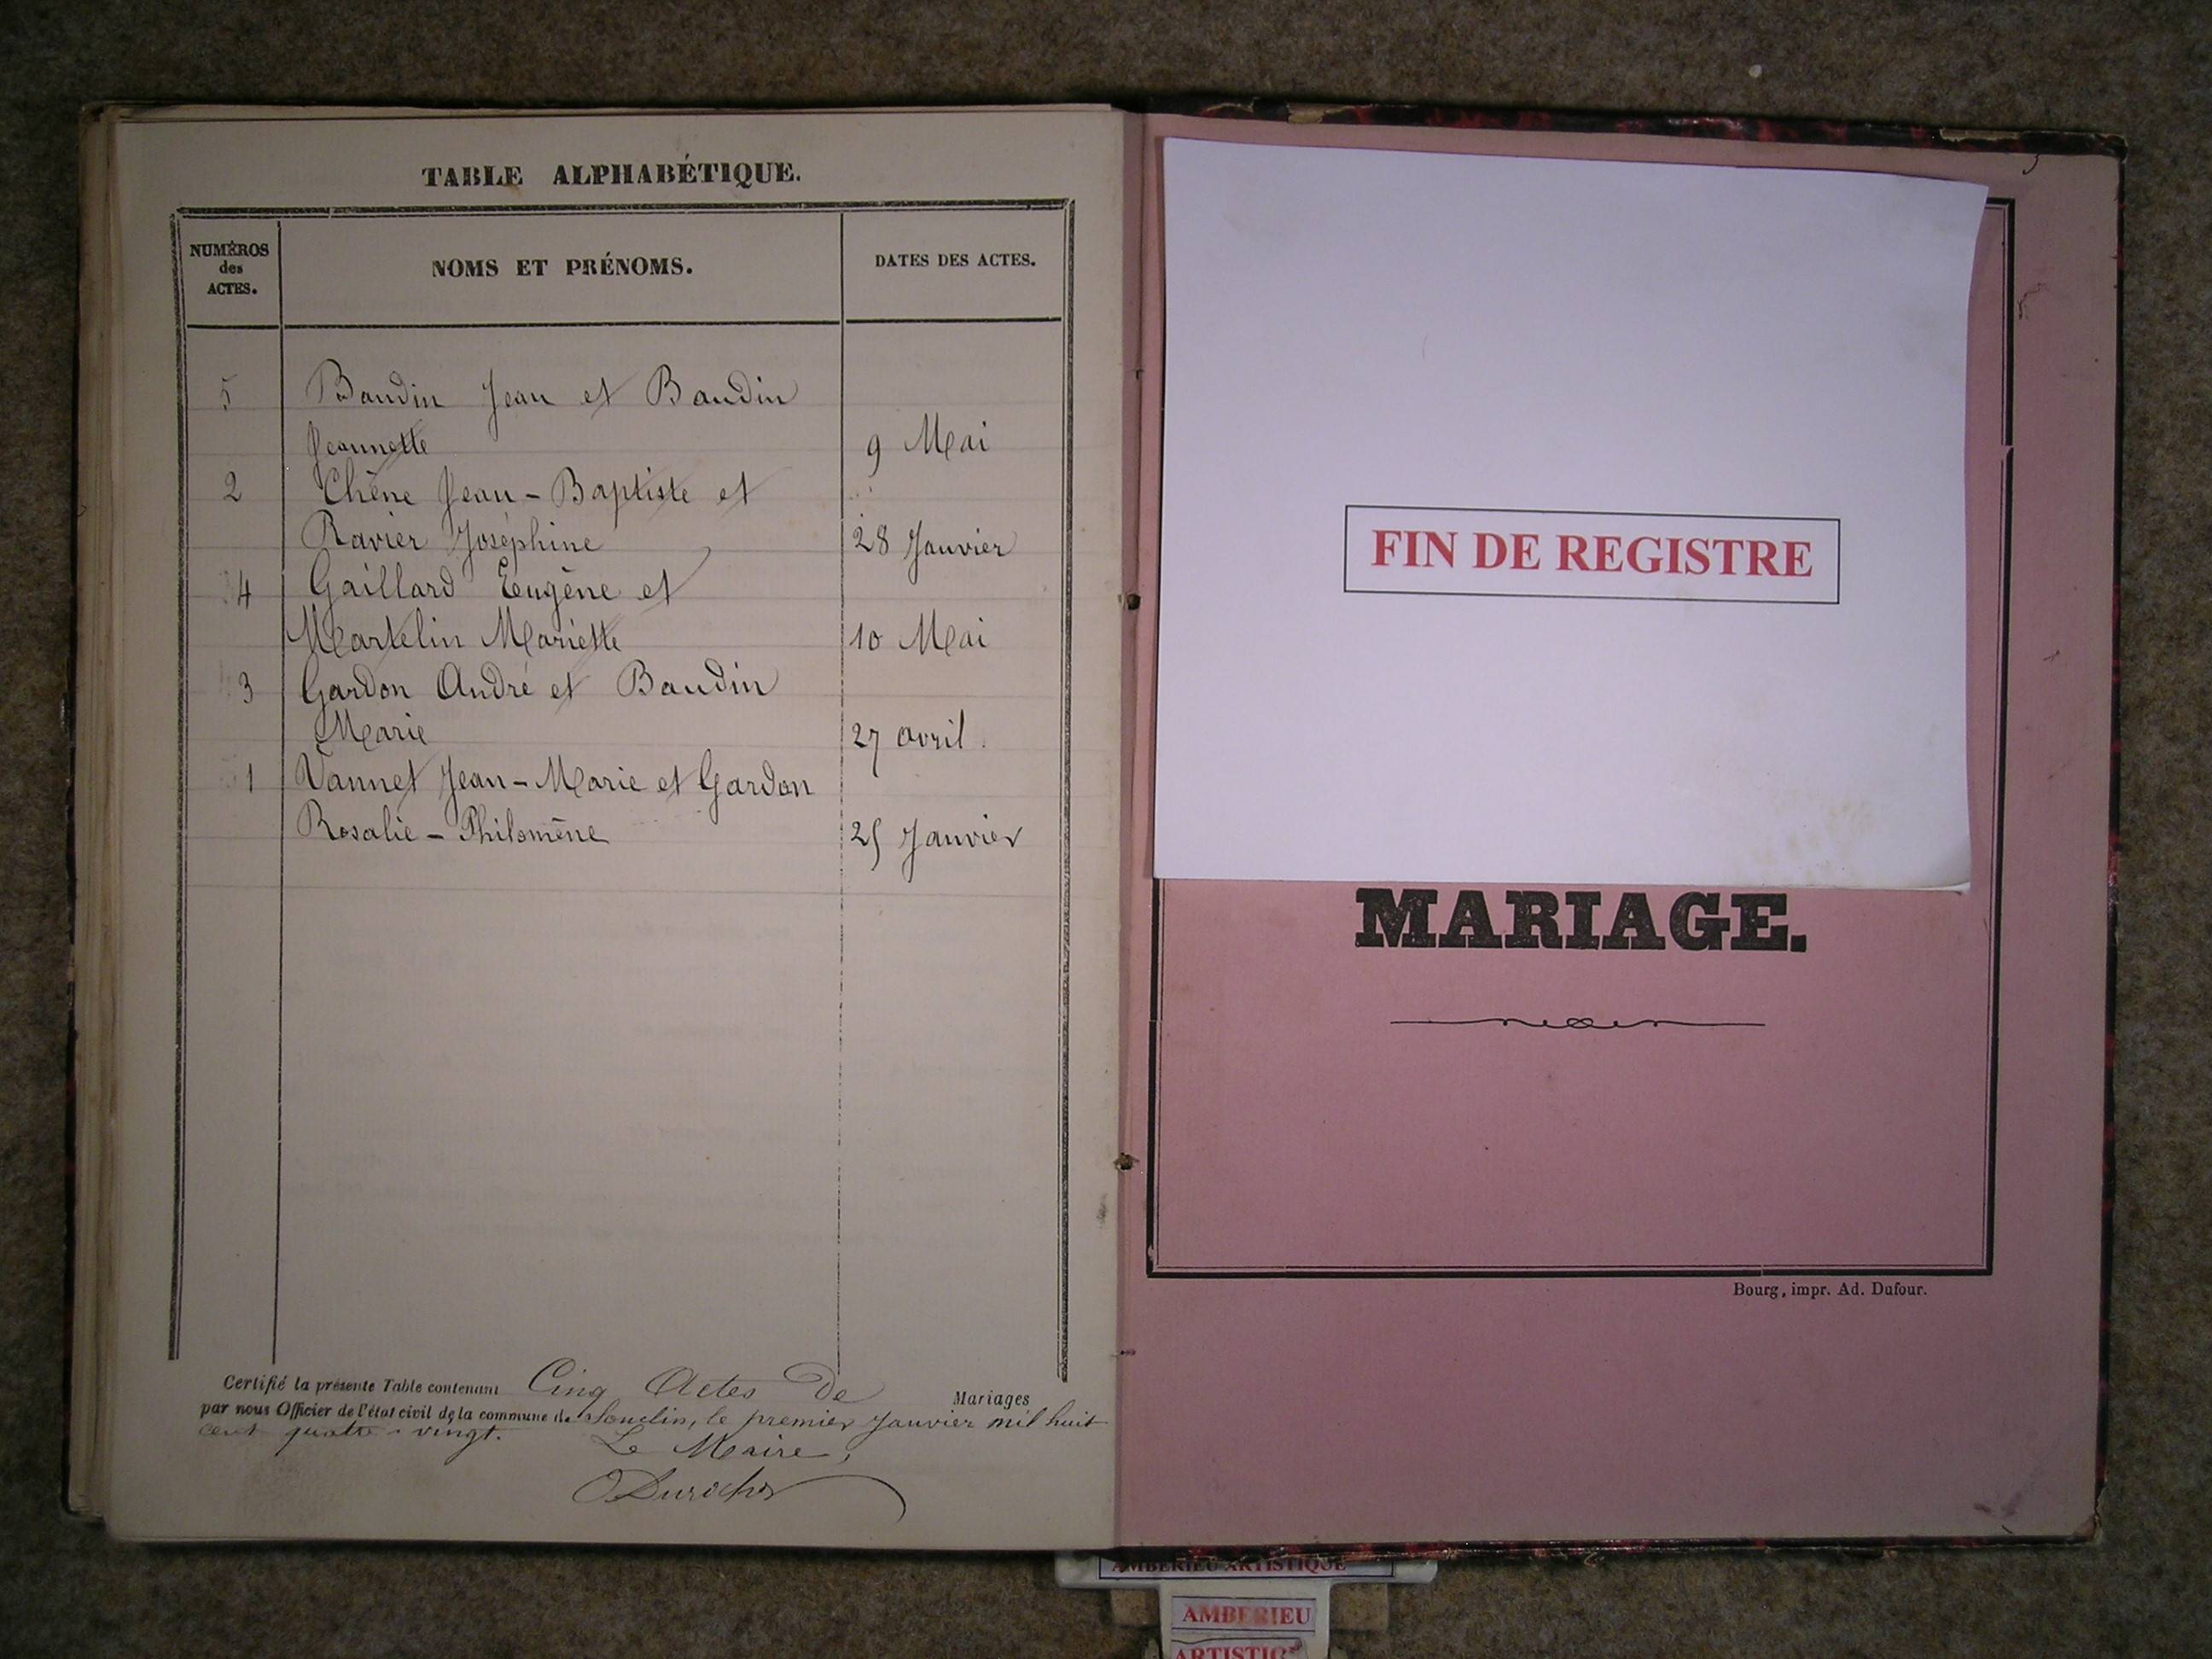 TABLE ALPHABÉTIQUE.
NUMÉROS des ACTES. NOMS ET PRÉNOMS. DATES DES ACTES.
5 Baudin Jean et Baudin
Jeannette 9 Mai
2 Chêne Jean-Baptiste et
Ravier Joséphine 28 Janvier
4 Gaillard Eugène et
Martelin Mariette 10 Mai
3 Gardon André et Baudin
Marie 27 avril.
1 Vannet Jean-Marie et Gardon
Rosalie-Philomène 25 Janvier
Certifié la présente Table contenant Cinq Actes De Mariages
par nous Officier de l'état civil de la commune de Souclin, le premier Janvier mil huit
cent quatre-vingt.
Le Maire,
FIN DE REGISTRE
MARIAGE.
Bourg, impr. Ad. Dufour.
AMBERIEU ARTISTIQUE
AMBERIEU